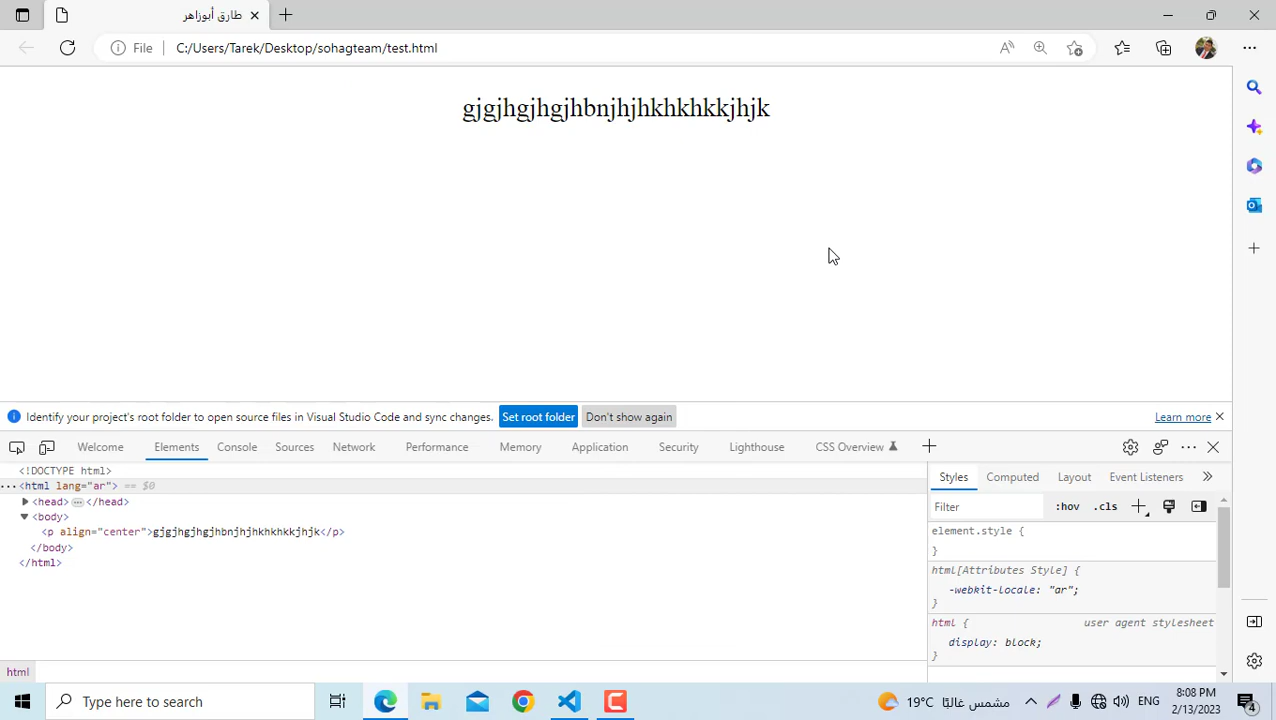 طارق أبوزاهر
File C:/Users/Tarek/Desktop/sohagteam/test.html
gjgjhgjhgjhbnjhjhkhkhkkjhjk
Identify your project's root folder to open source files in Visual Studio Code and sync changes. Set root folder Don't show again Learn more
Welcome Elements Console Sources Network Performance Memory Application Security Lighthouse CSS Overview
<!DOCTYPE html>
<html lang="ar"> == $0
<head> </head>
<body>
<p align="center">gjgjhgjhgjhbnjhjhkhkhkkjhjk</p>
</body>
</html>
html
Styles Computed Layout Event Listeners
Filter :hov .cls
element.style {
}
html[Attributes Style] {
-webkit-locale: "ar";
}
html { user agent stylesheet
display: block;
}
Type here to search
19°C مشمس غالبًا
ENG
8:08 PM
2/13/2023
4